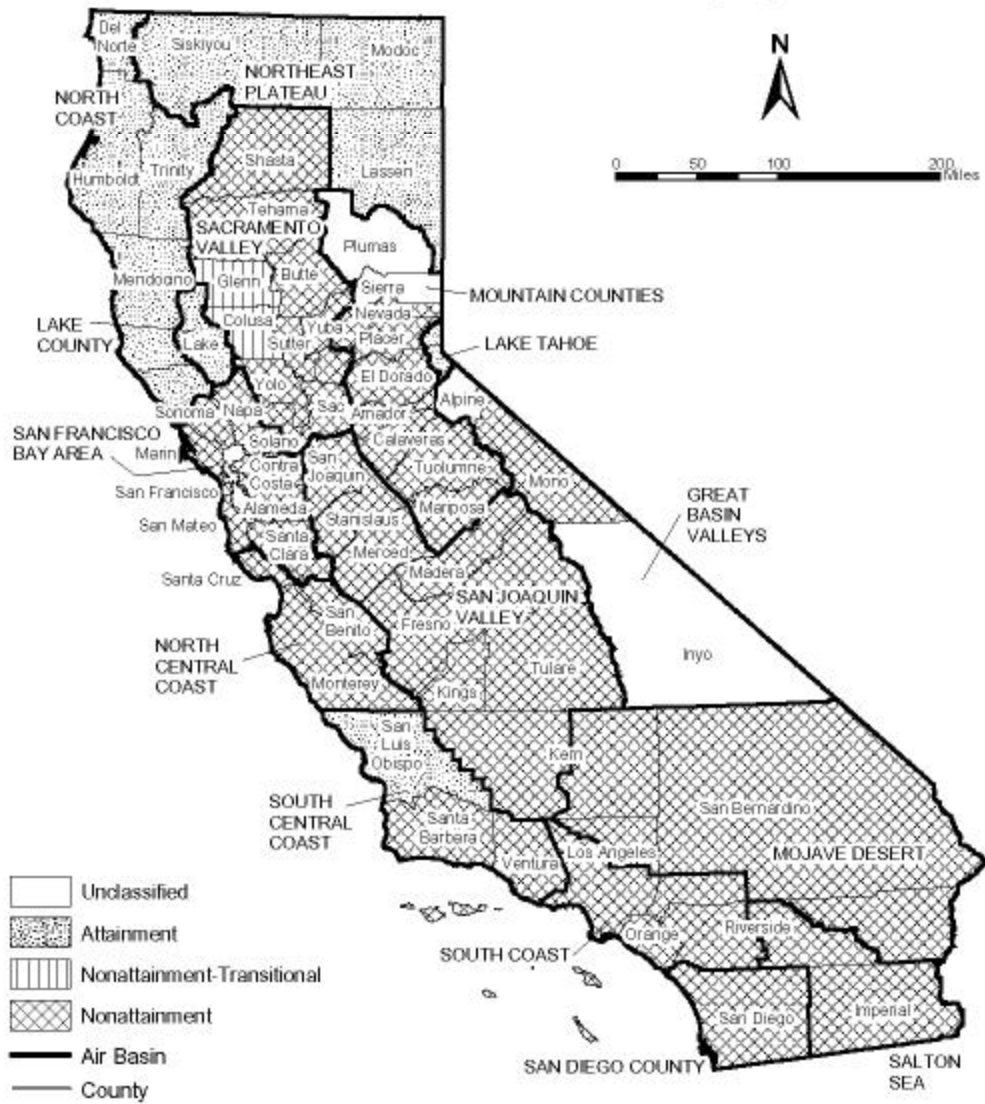 Del
Norte
Siskiyou
Modoc
NORTHEAST
PLATEAU
NORTH
COAST
N
0 50 100 200
Miles
Shasta
Trinity
Humboldt
Lassen
Tehama
SACRAMENTO
VALLEY
Plumas
Butte
Glenn
Mendocino
Sierra
MOUNTAIN COUNTIES
Nevada
Colusa
Yuba
Placer
Sutter
LAKE
COUNTY
Lake
LAKE TAHOE
El Dorado
Yolo
Alpine
Sonoma
Napa
Sac
Amador
SAN FRANCISCO
BAY AREA
Solano
Calaveras
Marin
Contra
Costa
San
Joaquin
Tuolumne
Mono
San Francisco
Alameda
Mariposa
GREAT
BASIN
VALLEYS
San Mateo
Stanislaus
Santa
Clara
Merced
Santa Cruz
Madera
SAN JOAQUIN
VALLEY
San
Benito
Fresno
NORTH
CENTRAL
COAST
Inyo
Tulare
Monterey
Kings
San
Luis
Obispo
Kern
SOUTH
CENTRAL
COAST
San Bernardino
Santa
Barbara
Ventura
Los Angeles
MOJAVE DESERT
Unclassified
Attainment
Nonattainment-Transitional
Nonattainment
Air Basin
County
Orange
Riverside
SOUTH COAST
San Diego
Imperial
SAN DIEGO COUNTY
SALTON
SEA